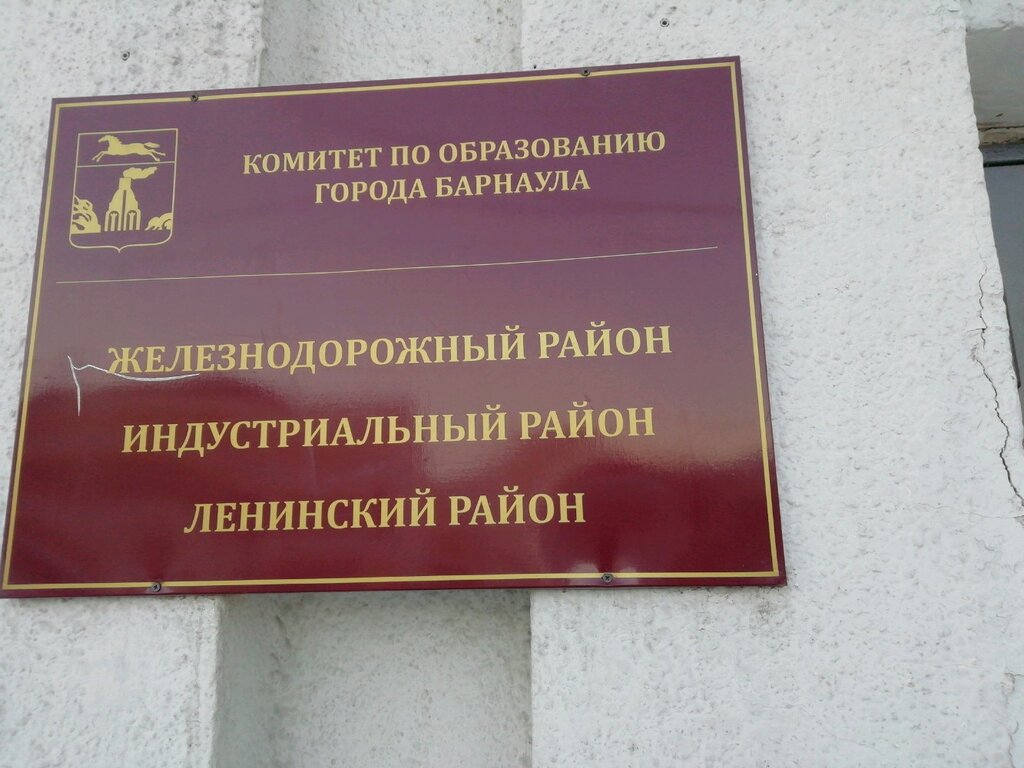 КОМИТЕТ ПО ОБРАЗОВАНИЮ
ГОРОДА БАРНАУЛА
ЖЕЛЕЗНОДОРОЖНЫЙ РАЙОН
ИНДУСТРИАЛЬНЫЙ РАЙОН
ЛЕНИНСКИЙ РАЙОН